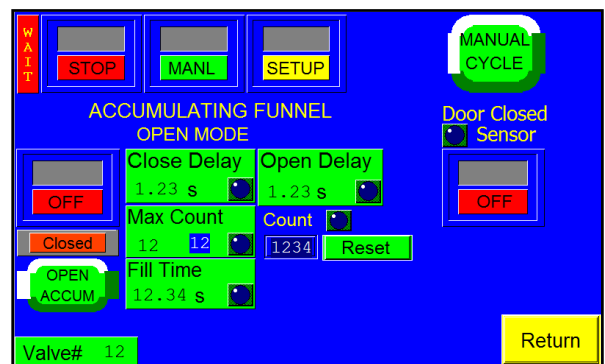 WAIT
STOP
MANL
SETUP
MANUAL
CYCLE
ACCUMULATING FUNNEL
OPEN MODE
Door Closed
Sensor
OFF
Close Delay
1.23 s
Open Delay
1.23 s
OFF
Max Count
12 12
Count
1234 Reset
Closed
OPEN
ACCUM
Fill Time
12.34 s
Valve# 12
Return